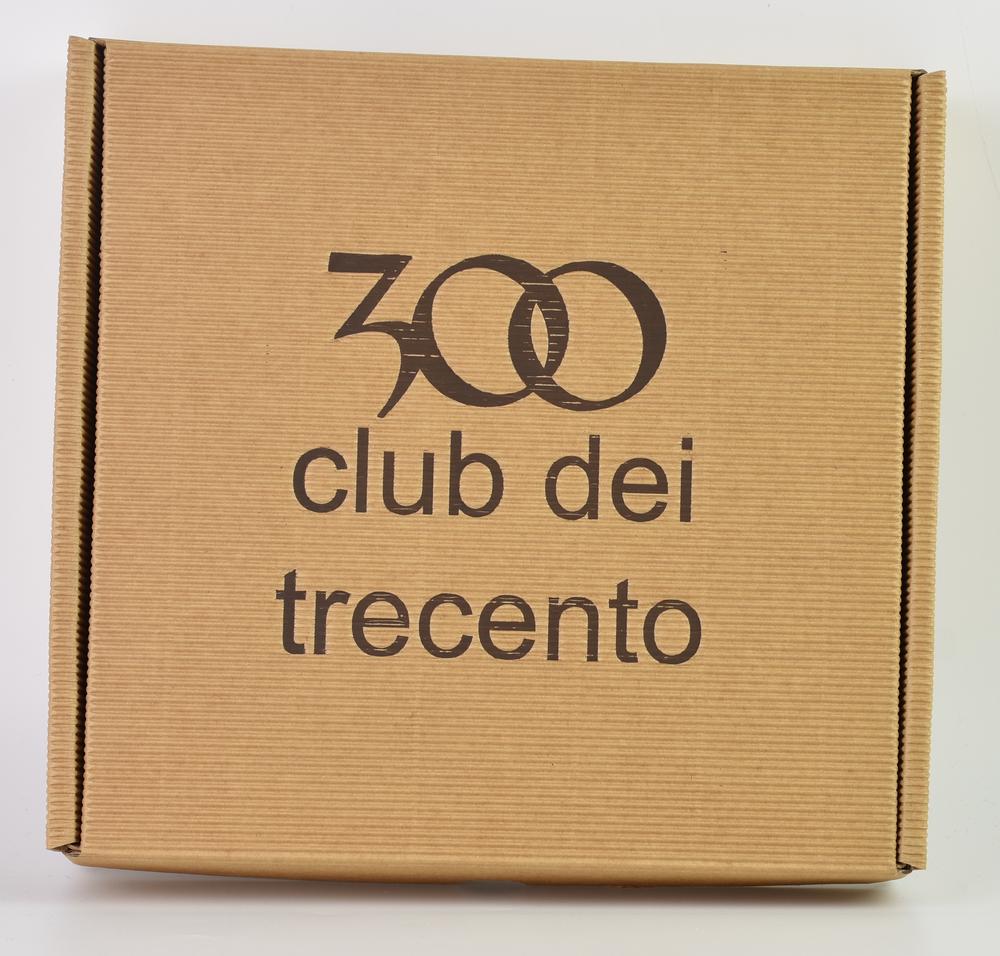 300
club dei
trecento